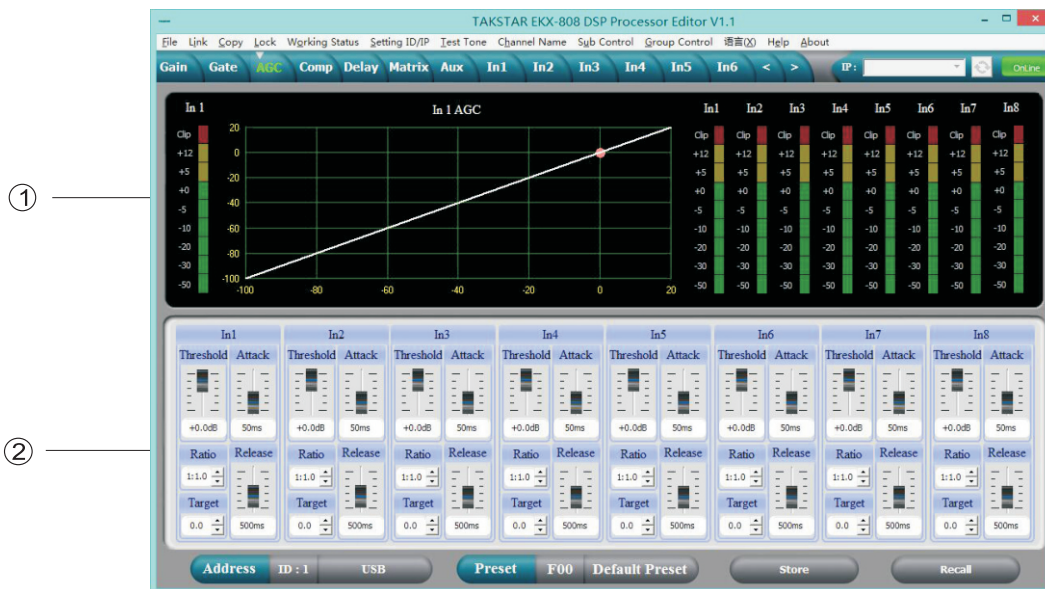 TAKSTAR EKX-808 DSP Processor Editor V1.1
File Link Copy Lock Working Status Setting ID/IP Test Tone Channel Name Sub Control Group Control 语言(X) Help About
Gain Gate AGC Comp Delay Matrix Aux In1 In2 In3 In4 In5 In6 < > IP: OnLine
①
In 1 In 1 AGC In1 In2 In3 In4 In5 In6 In7 In8
Clip 20 Clip Clip Clip Clip Clip Clip Clip Clip
+12 0 +12 +12 +12 +12 +12 +12 +12 +12
+5 -20 +5 +5 +5 +5 +5 +5 +5 +5
+0 -40 +0 +0 +0 +0 +0 +0 +0 +0
-5 -5 -5 -5 -5 -5 -5 -5 -5
-10 -60 -10 -10 -10 -10 -10 -10 -10 -10
-20 -80 -20 -20 -20 -20 -20 -20 -20 -20
-30 -30 -30 -30 -30 -30 -30 -30 -30
-50 -100 -50 -50 -50 -50 -50 -50 -50 -50
-100 -80 -60 -40 -20 0 20
②
In1 In2 In3 In4 In5 In6 In7 In8
Threshold Attack Threshold Attack Threshold Attack Threshold Attack Threshold Attack Threshold Attack Threshold Attack Threshold Attack
+0.0dB 50ms +0.0dB 50ms +0.0dB 50ms +0.0dB 50ms +0.0dB 50ms +0.0dB 50ms +0.0dB 50ms +0.0dB 50ms
Ratio Release Ratio Release Ratio Release Ratio Release Ratio Release Ratio Release Ratio Release Ratio Release
1:1.0 1:1.0 1:1.0 1:1.0 1:1.0 1:1.0 1:1.0 1:1.0
Target Target Target Target Target Target Target Target
0.0 500ms 0.0 500ms 0.0 500ms 0.0 500ms 0.0 500ms 0.0 500ms 0.0 500ms 0.0 500ms
Address ID : 1 USB Preset F00 Default Preset Store Recall